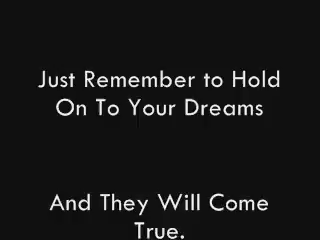 Just Remember to Hold
On To Your Dreams
And They Will Come
True.